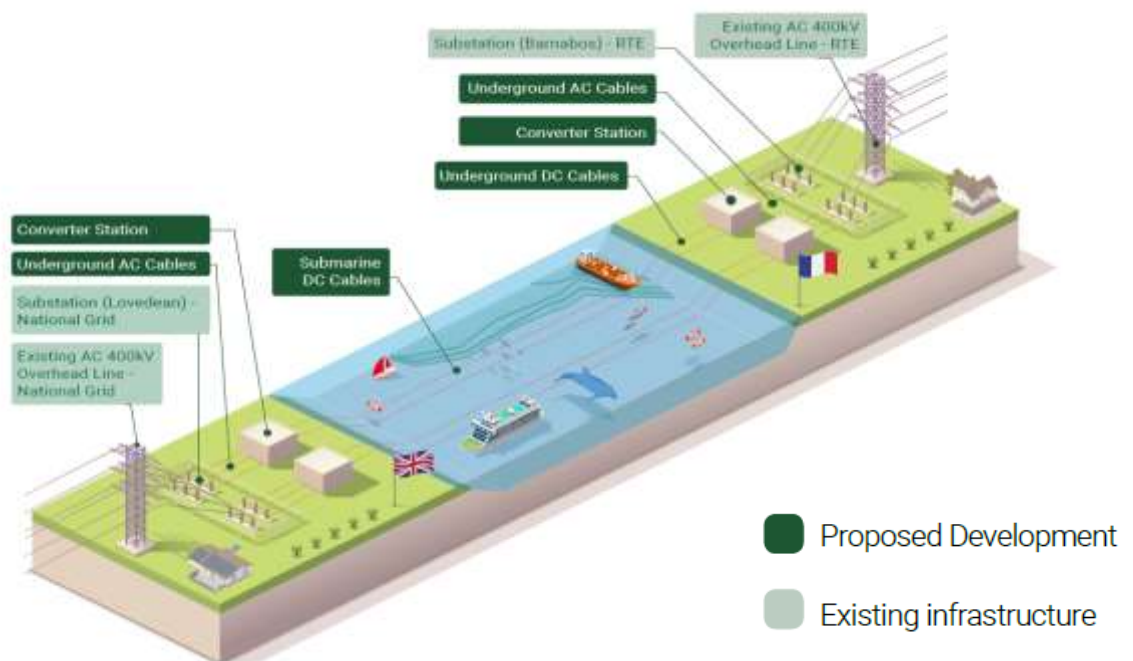 Substation (Barnabos) - RTE
Existing AC 400kV
Overhead Line - RTE
Underground AC Cables
Converter Station
Underground DC Cables
Converter Station
Underground AC Cables
Substation (Lovedean) -
National Grid
Existing AC 400kV
Overhead Line -
National Grid
Submarine
DC Cables
Proposed Development
Existing infrastructure